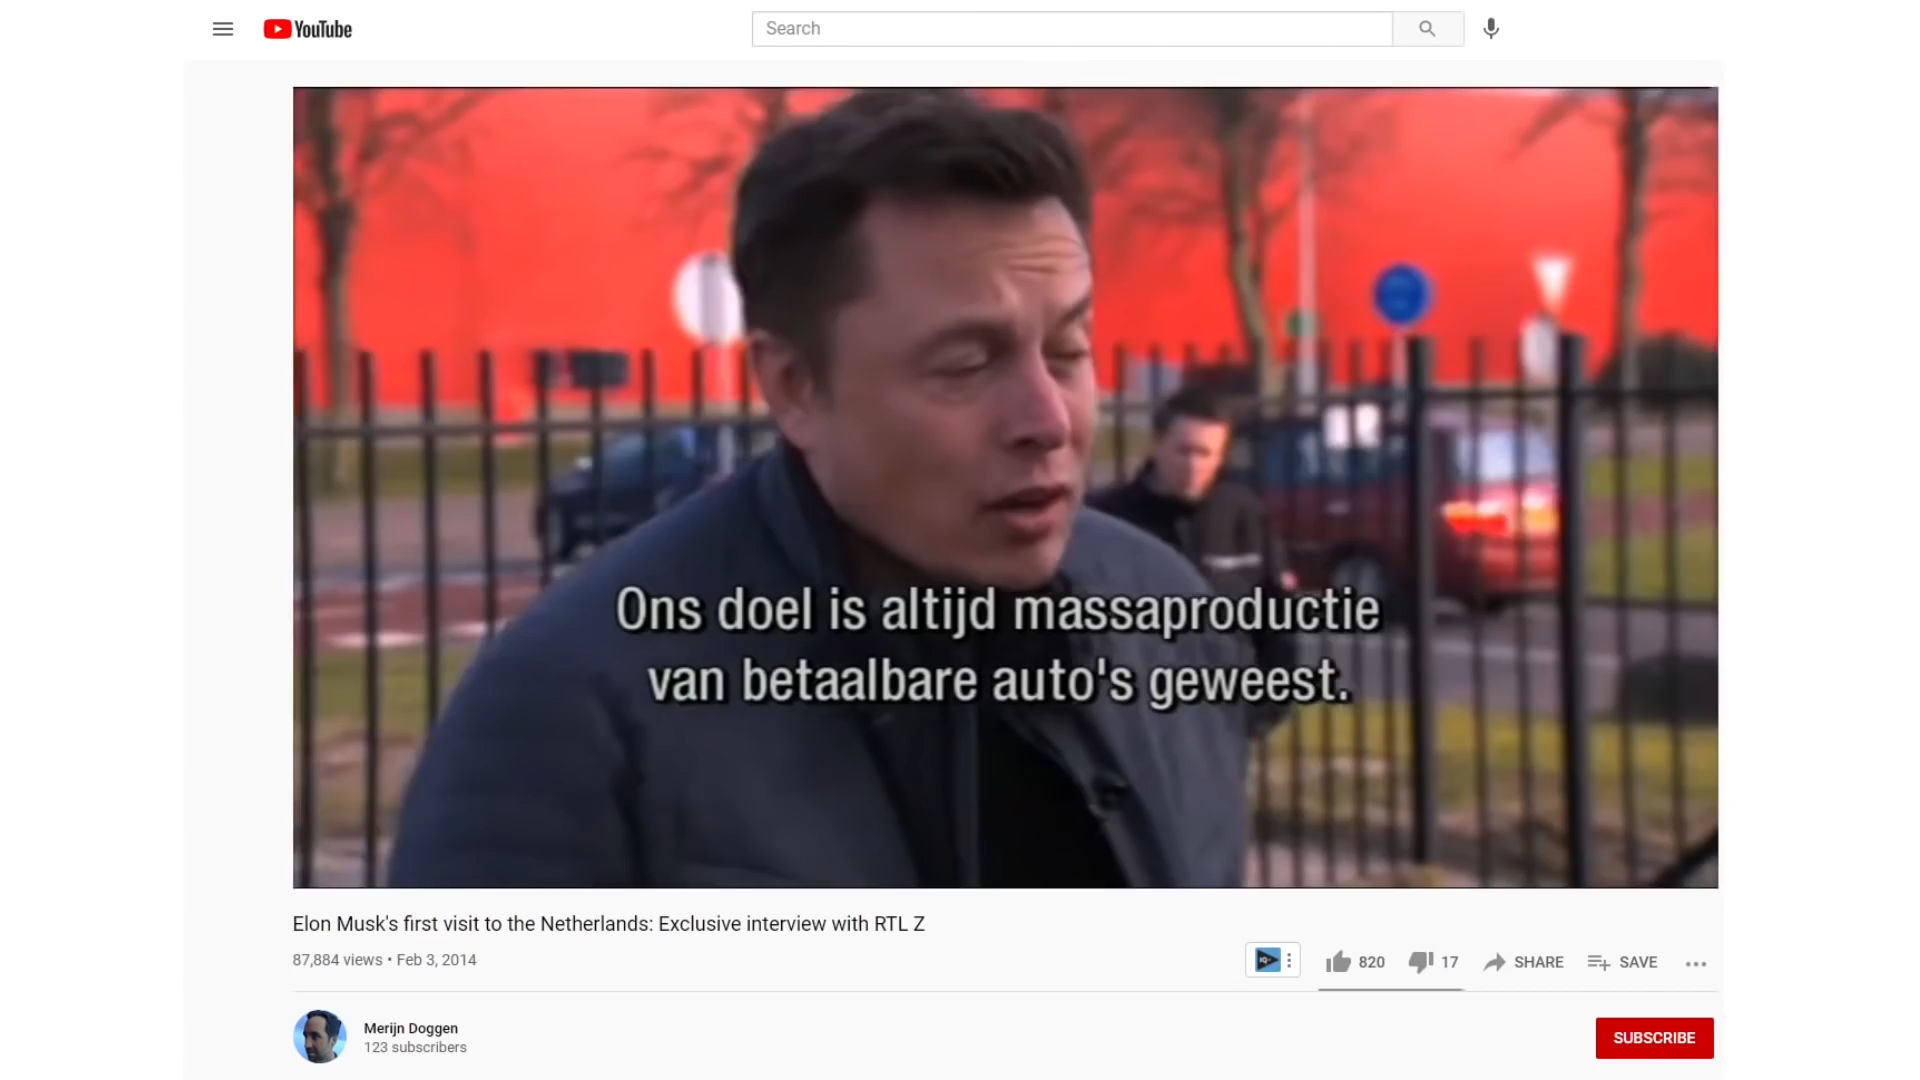 YouTube
Search
Ons doel is altijd massaproductie
van betaalbare auto's geweest.
Elon Musk's first visit to the Netherlands: Exclusive interview with RTL Z
87,884 views • Feb 3, 2014
820 17 SHARE SAVE
Merijn Doggen
123 subscribers
SUBSCRIBE